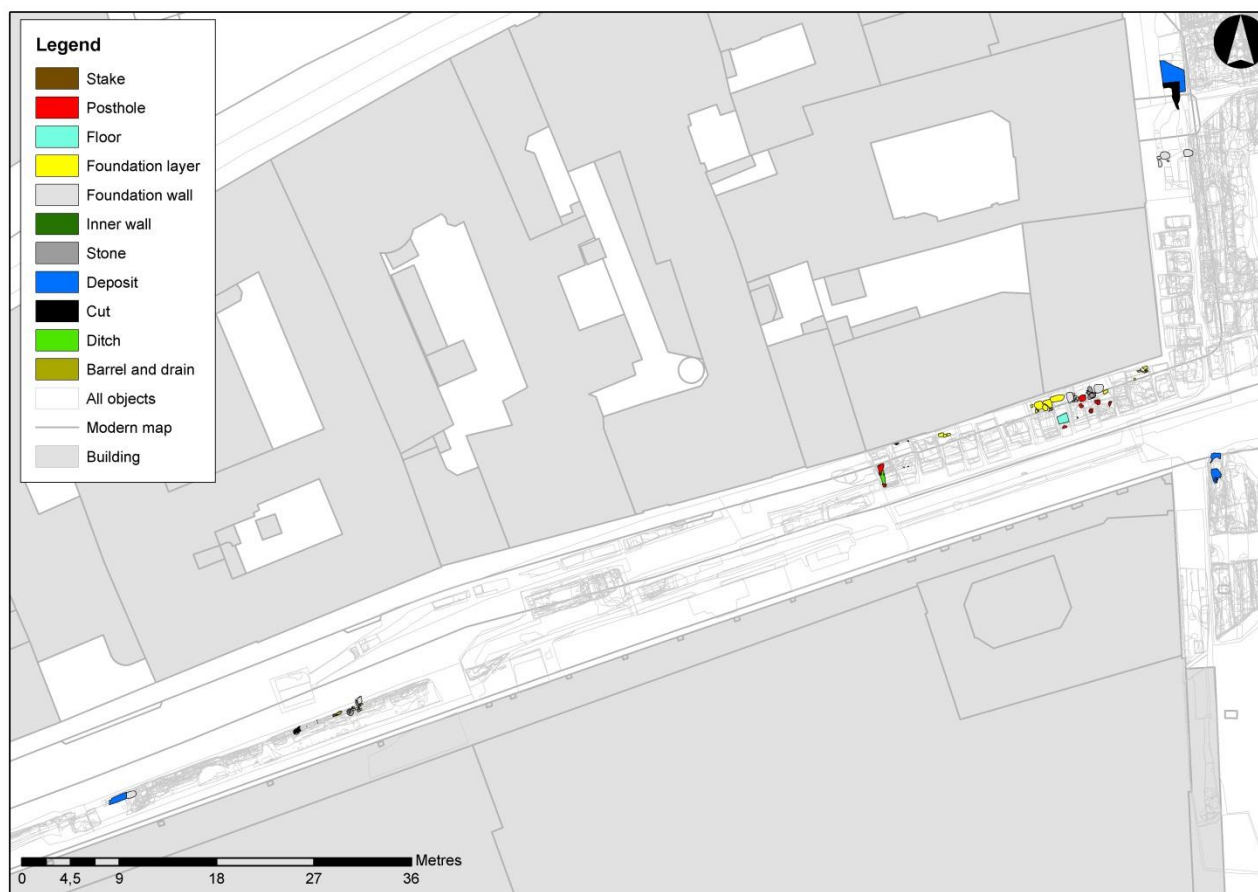 Legend
Stake
Posthole
Floor
Foundation layer
Foundation wall
Inner wall
Stone
Deposit
Cut
Ditch
Barrel and drain
All objects
Modern map
Building
Metres
0 4,5 9 18 27 36